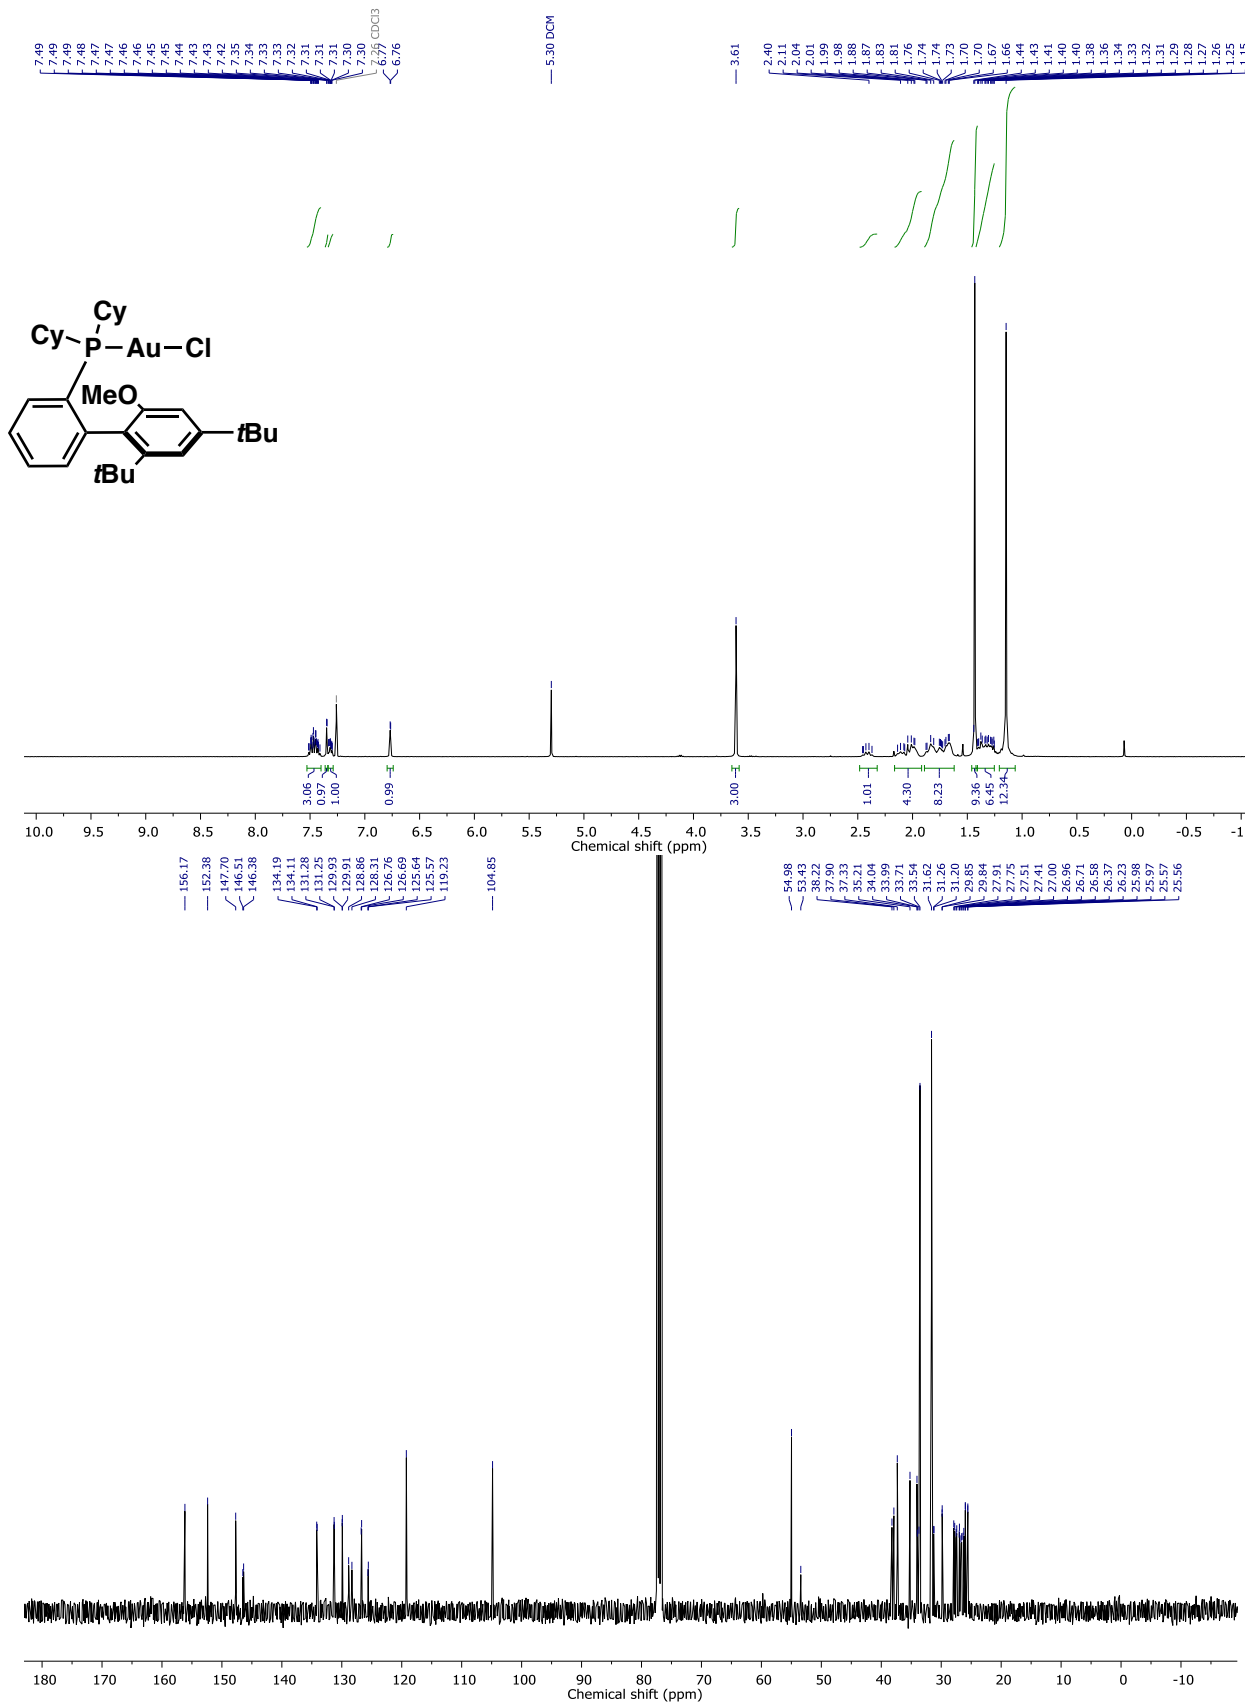 7.49 7.49 7.49 7.48 7.47 7.47 7.46 7.46 7.45 7.45 7.44 7.43 7.43 7.42 7.35 7.34 7.33 7.33 7.32 7.31 7.31 7.31 7.30 7.30 7.26 CDCl3 6.77 6.76 5.30 DCM 3.61 2.40 2.11 2.04 2.01 1.99 1.98 1.88 1.87 1.83 1.81 1.76 1.74 1.74 1.73 1.70 1.70 1.67 1.66 1.44 1.43 1.41 1.40 1.40 1.38 1.36 1.34 1.33 1.32 1.31 1.29 1.28 1.27 1.26 1.25 1.15
Cy
Cy P Au Cl
MeO
tBu
tBu
3.06 0.97 1.00 0.99 3.00 1.01 4.30 8.23 9.36 6.45 12.34
10.0 9.5 9.0 8.5 8.0 7.5 7.0 6.5 6.0 5.5 5.0 4.5 4.0 3.5 3.0 2.5 2.0 1.5 1.0 0.5 0.0 -0.5 -1
Chemical shift (ppm)
156.17 152.38 147.70 146.51 146.38 134.19 134.11 131.28 131.25 129.93 129.91 128.86 128.31 126.76 126.69 125.64 125.57 119.23 104.85 54.98 53.43 38.22 37.90 37.33 35.21 34.04 33.99 33.71 33.54 31.62 31.26 31.20 29.85 29.84 27.91 27.75 27.51 27.41 27.00 26.96 26.71 26.58 26.37 26.23 25.98 25.97 25.57 25.56
180 170 160 150 140 130 120 110 100 90 80 70 60 50 40 30 20 10 0 -10
Chemical shift (ppm)